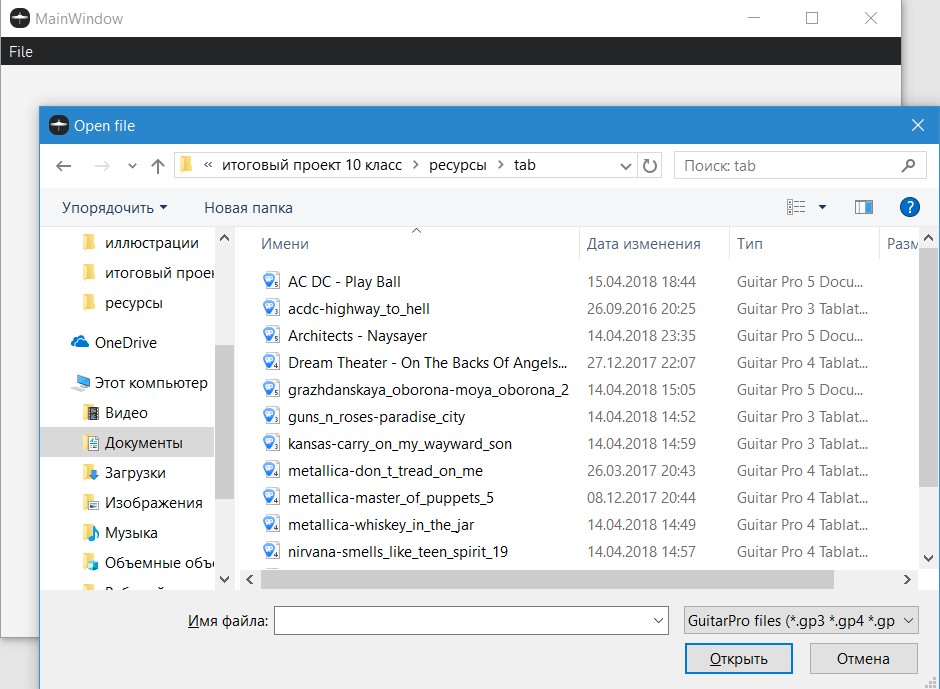 MainWindow
File
Open file
« итоговый проект 10 класс > ресурсы > tab
Поиск: tab
Упорядочить Новая папка
иллюстрации
итоговый проек
ресурсы
OneDrive
Этот компьютер
Видео
Документы
Загрузки
Изображения
Музыка
Объемные объе
Имени Дата изменения Тип Разм
AC DC - Play Ball 15.04.2018 18:44 Guitar Pro 5 Docu...
acdc-highway_to_hell 26.09.2016 20:25 Guitar Pro 3 Tablat...
Architects - Naysayer 14.04.2018 23:35 Guitar Pro 5 Docu...
Dream Theater - On The Backs Of Angels... 27.12.2017 22:07 Guitar Pro 4 Tablat...
grazhdanskaya_oborona-moya_oborona_2 14.04.2018 15:05 Guitar Pro 5 Docu...
guns_n_roses-paradise_city 14.04.2018 14:52 Guitar Pro 3 Tablat...
kansas-carry_on_my_wayward_son 14.04.2018 14:59 Guitar Pro 3 Tablat...
metallica-don_t_tread_on_me 26.03.2017 20:43 Guitar Pro 4 Tablat...
metallica-master_of_puppets_5 08.12.2017 20:44 Guitar Pro 4 Tablat...
metallica-whiskey_in_the_jar 14.04.2018 14:49 Guitar Pro 4 Tablat...
nirvana-smells_like_teen_spirit_19 14.04.2018 14:57 Guitar Pro 4 Tablat...
Имя файла: GuitarPro files (*.gp3 *.gp4 *.gp
Открыть Отмена